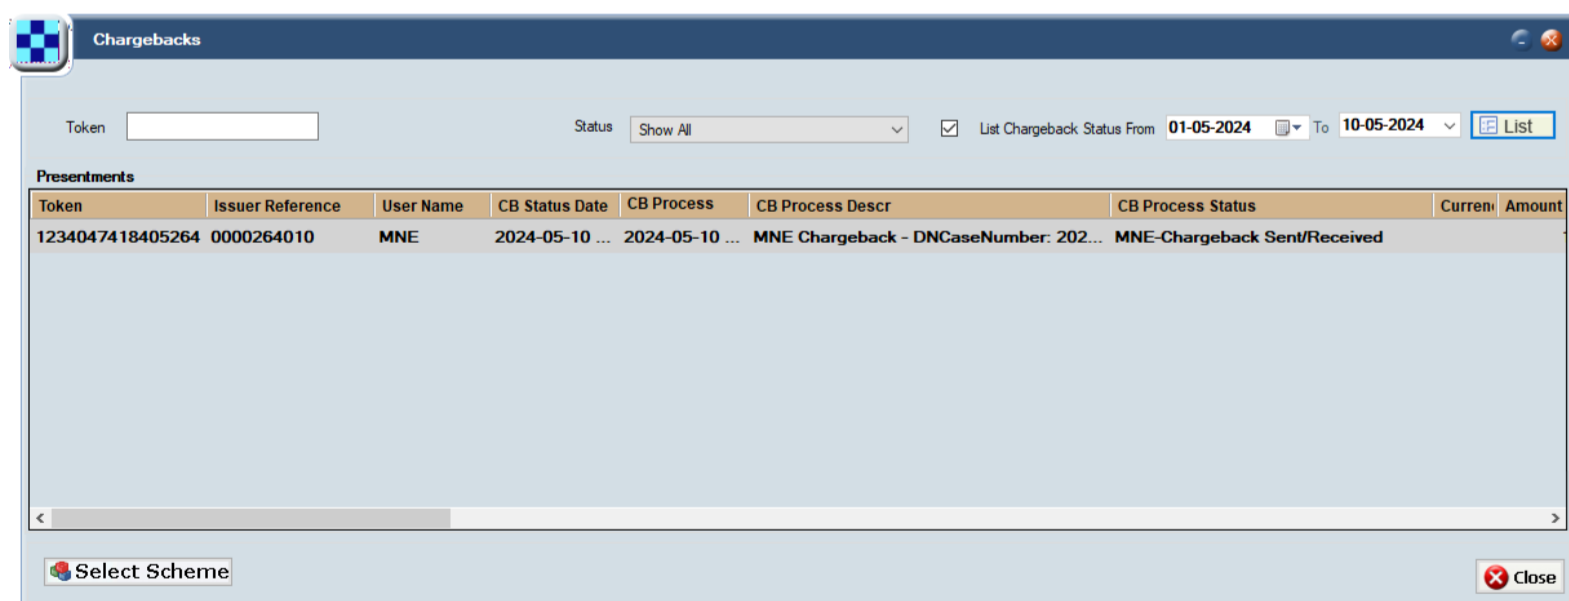 Chargebacks
Token Status Show All List Chargeback Status From 01-05-2024 To 10-05-2024 List
Presentments
Token Issuer Reference User Name CB Status Date CB Process CB Process Descr CB Process Status Curren Amount
1234047418405264 0000264010 MNE 2024-05-10 ... 2024-05-10 ... MNE Chargeback - DNCaseNumber: 202... MNE-Chargeback Sent/Received
Select Scheme Close